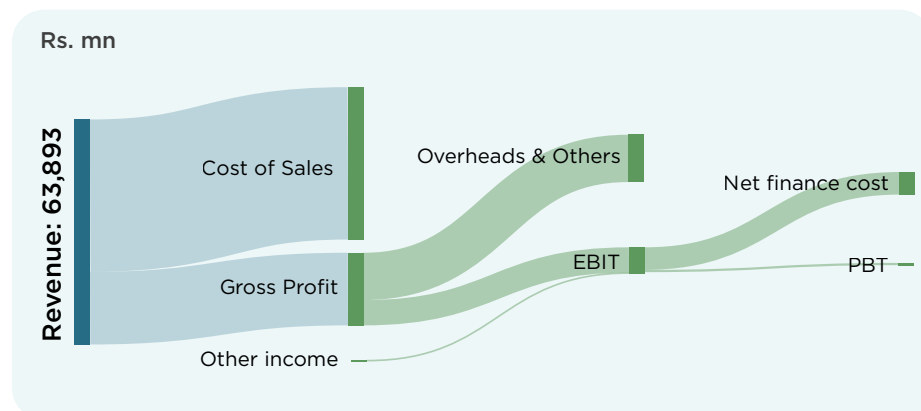 Rs. mn
Revenue: 63,893
Cost of Sales
Gross Profit
Other income
Overheads & Others
EBIT
Net finance cost
PBT